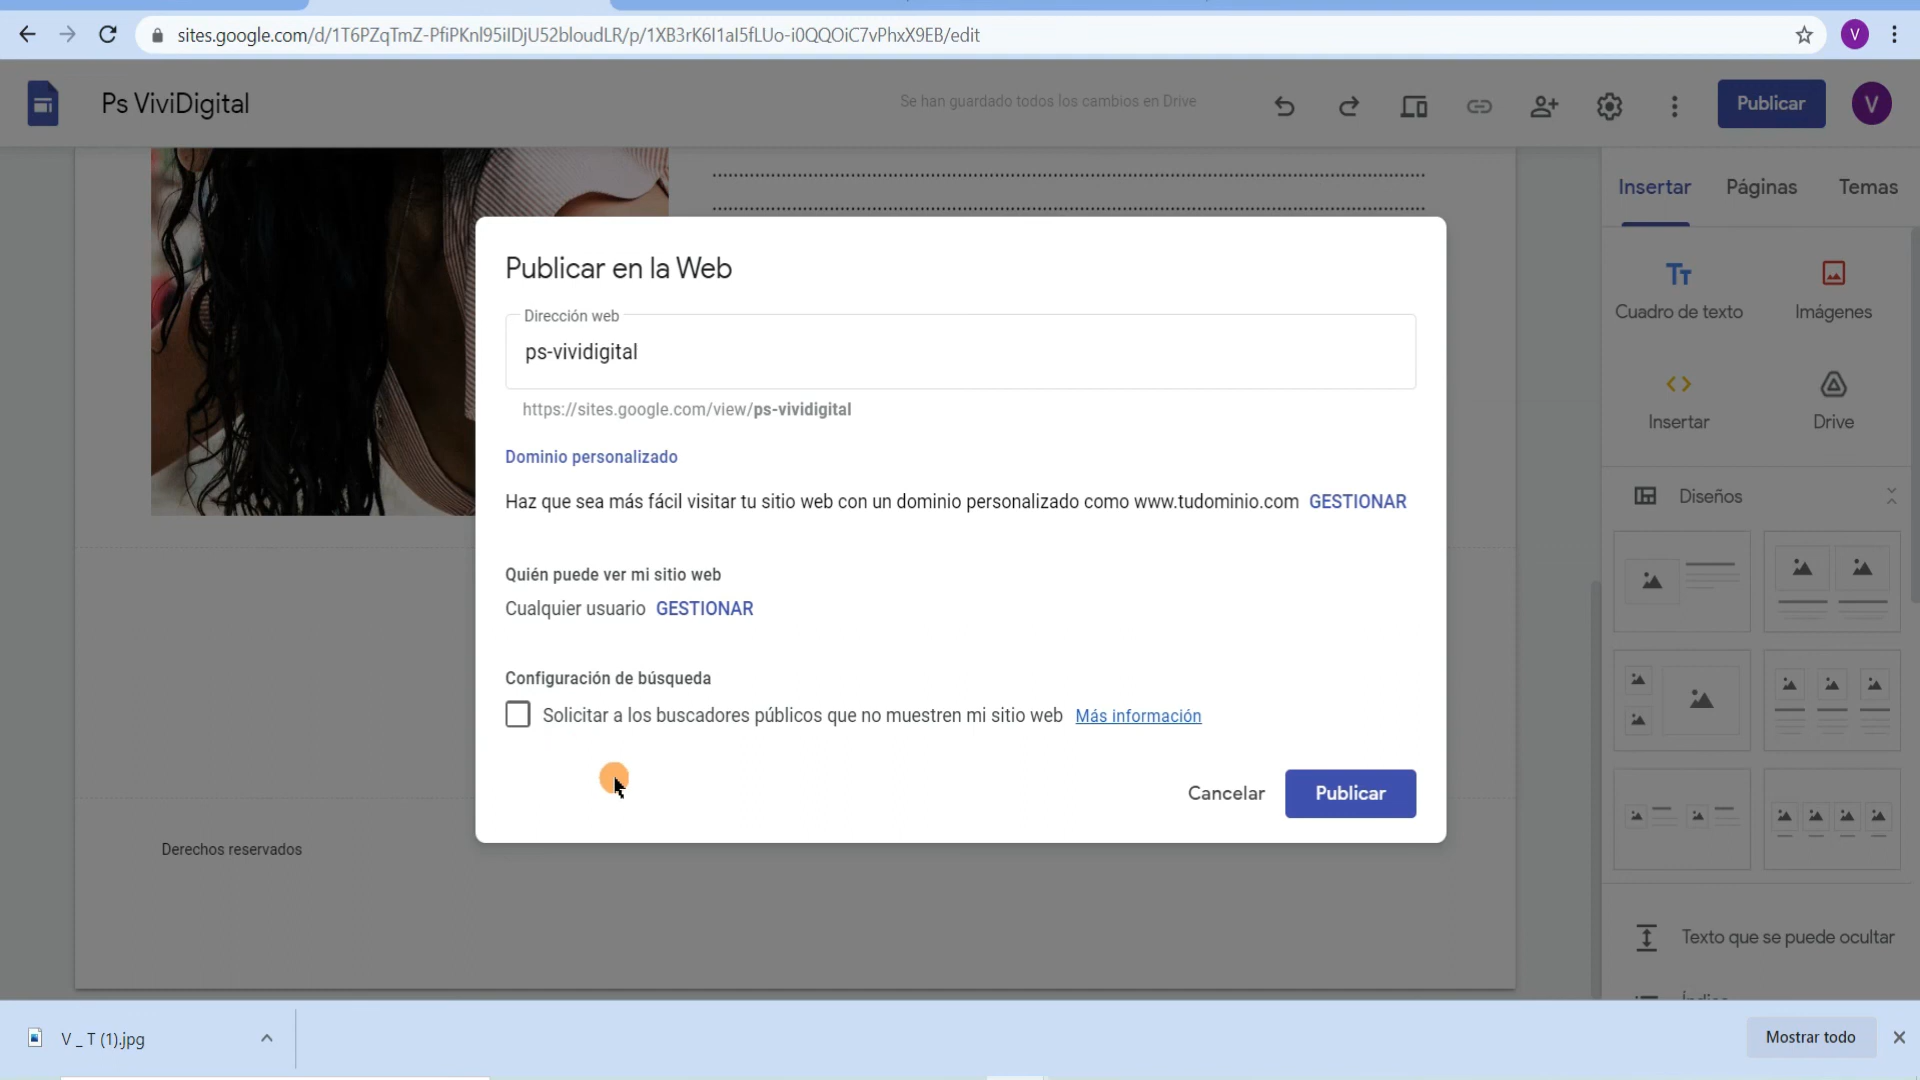 sites.google.com/d/1T6PZqTmZ-PfiPKnl95iIDjU52bloudLR/p/1XB3rK6I1aI5fLUo-i0QQOiC7vPhxX9EB/edit
V
Ps ViviDigital
Se han guardado todos los cambios en Drive
Publicar
V
Insertar
Páginas
Temas
Publicar en la Web
Dirección web
ps-vividigital
https://sites.google.com/view/ps-vividigital
Dominio personalizado
Haz que sea más fácil visitar tu sitio web con un dominio personalizado como www.tudominio.com GESTIONAR
Quién puede ver mi sitio web
Cualquier usuario GESTIONAR
Configuración de búsqueda
Solicitar a los buscadores públicos que no muestren mi sitio web Más información
Cancelar
Publicar
Tт
Cuadro de texto
Imágenes
Insertar
Drive
Diseños
Texto que se puede ocultar
Derechos reservados
V _ T (1).jpg
Mostrar todo